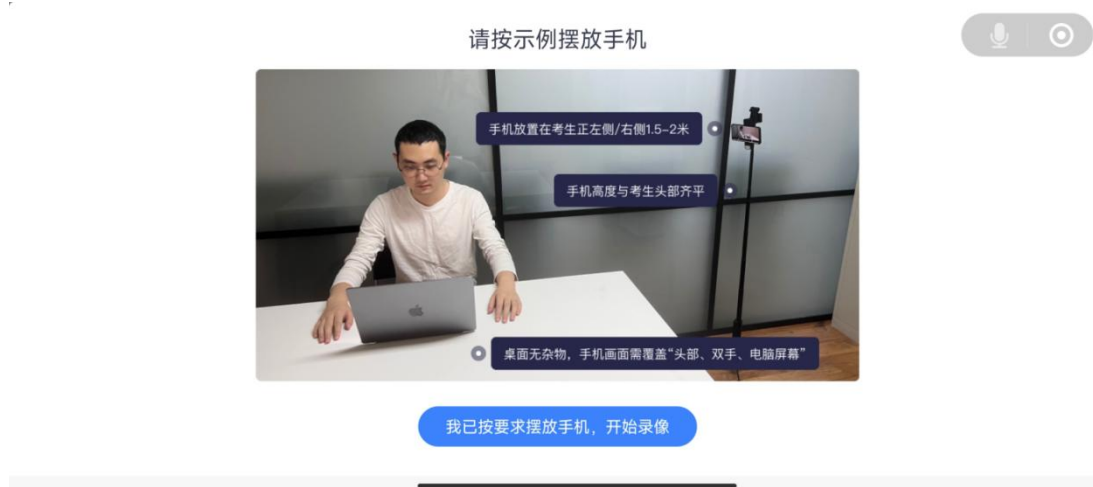 请按示例摆放手机
手机放置在考生正左侧/右侧1.5-2米
手机高度与考生头部齐平
桌面无杂物，手机画面需覆盖“头部、双手、电脑屏幕”
我已按要求摆放手机，开始录像